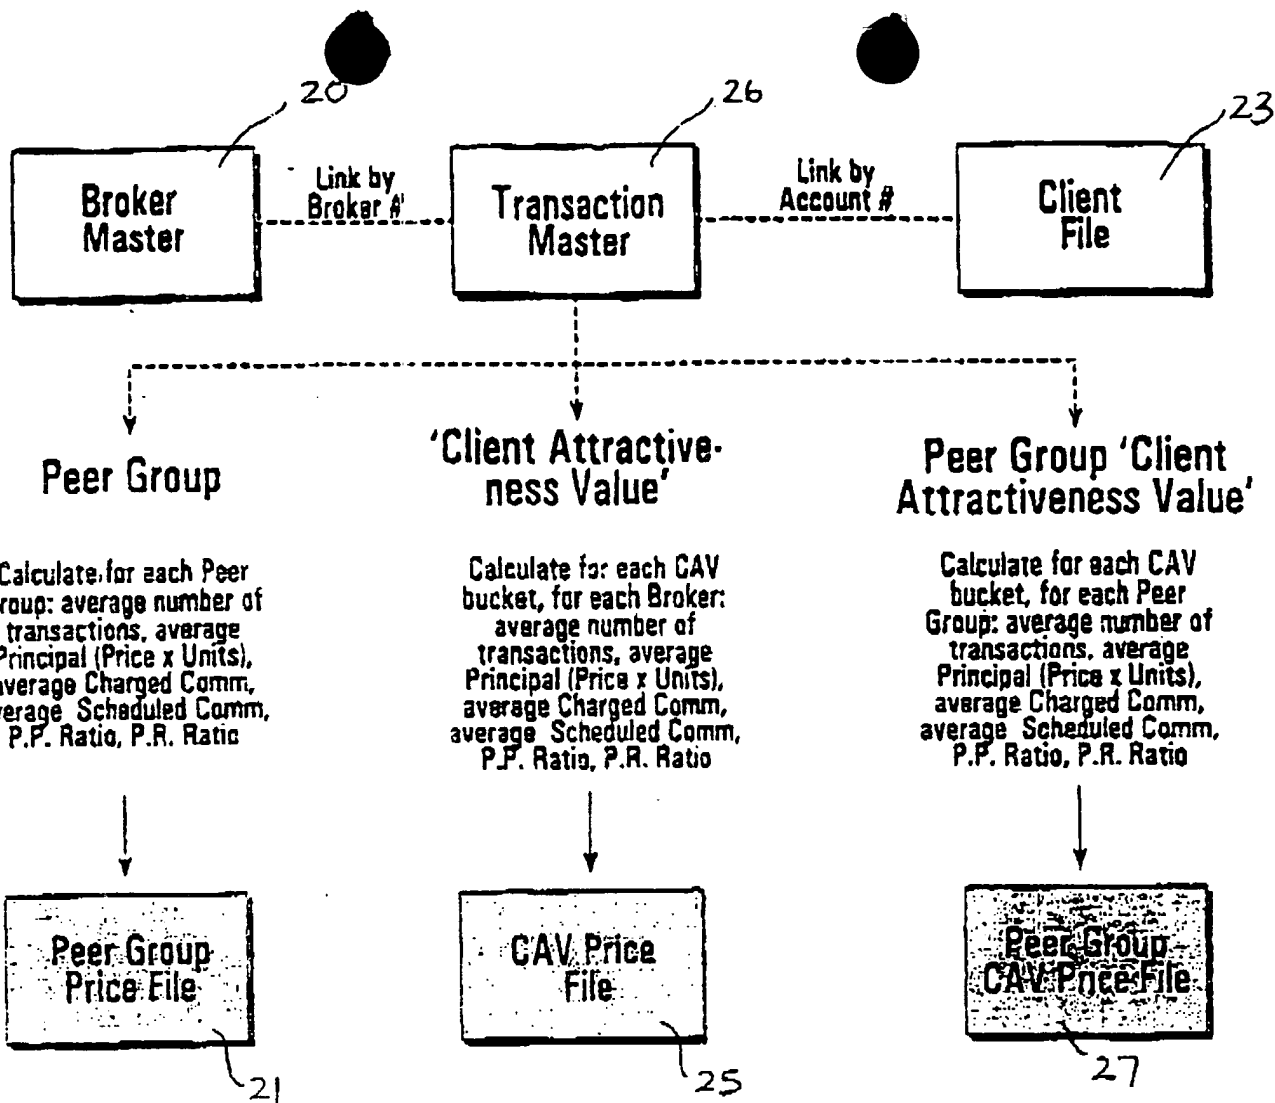 20
26
23
Broker
Master
Link by
Broker #
Transaction
Master
Link by
Account #
Client
File
Peer Group
'Client Attractive-
ness Value'
Peer Group 'Client
Attractiveness Value'
Calculate for each Peer
roup: average number of
transactions, average
Principal (Price x Units),
average Charged Comm,
verage Scheduled Comm,
P.P. Ratio, P.R. Ratio
Calculate for each CAV
bucket, for each Broker:
average number of
transactions, average
Principal (Price x Units),
average Charged Comm,
average Scheduled Comm,
P.P. Ratio, P.R. Ratio
Calculate for each CAV
bucket, for each Peer
Group: average number of
transactions, average
Principal (Price x Units),
average Charged Comm,
average Scheduled Comm,
P.P. Ratio, P.R. Ratio
Peer Group
Price File
CAV Price
File
Peer Group
CAV Price File
21
25
27